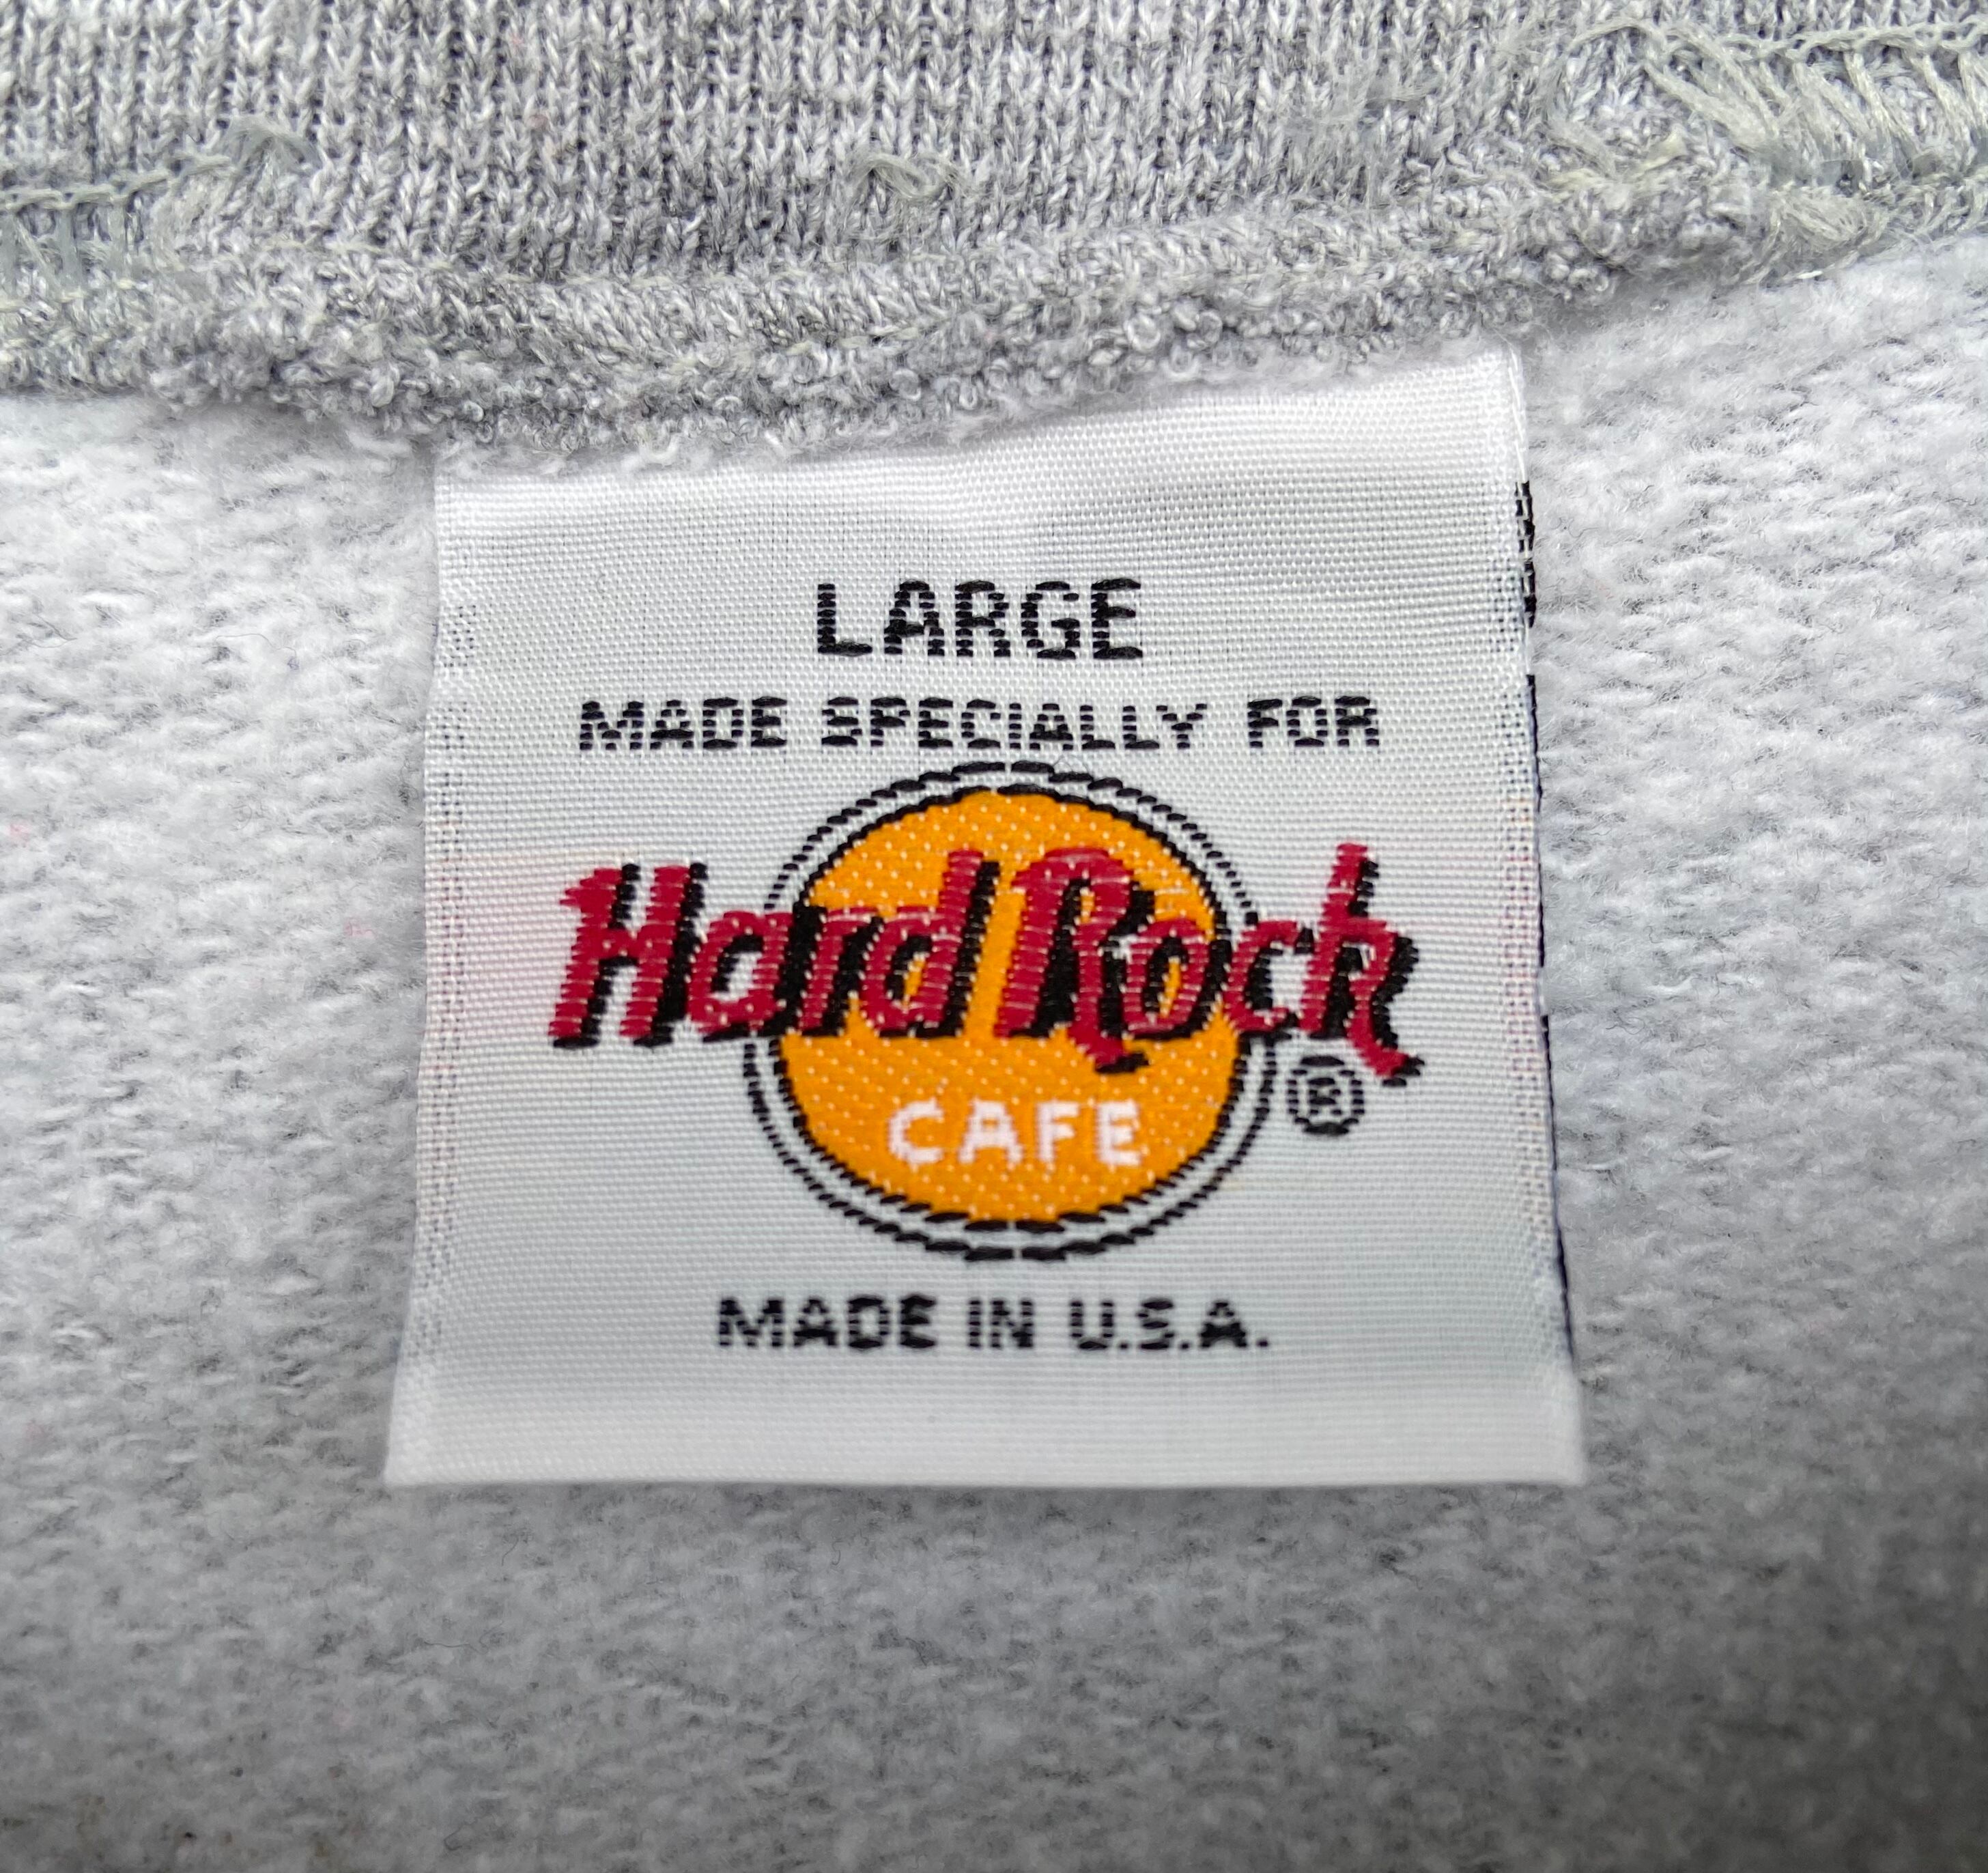 LARGE
MADE SPECIALLY FOR
Hard Rock
®
CAFE
MADE IN U.S.A.